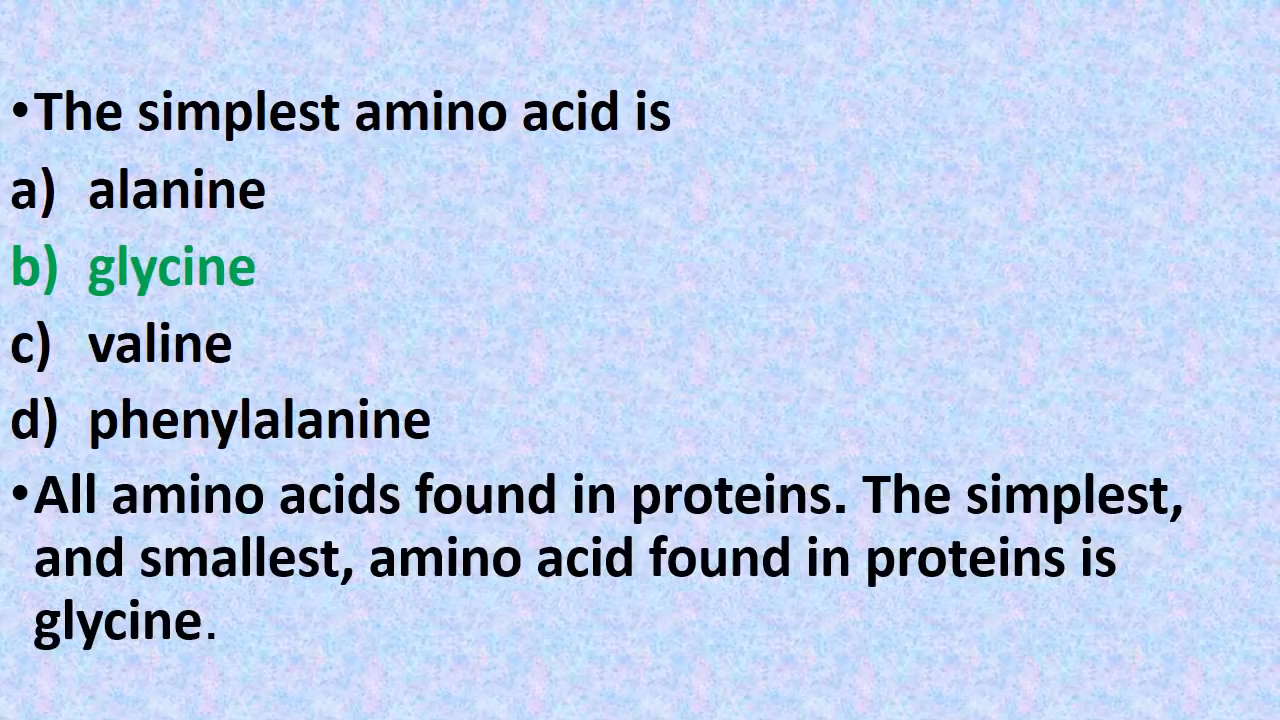 •The simplest amino acid is
a) alanine
b) glycine
c) valine
d) phenylalanine
•All amino acids found in proteins. The simplest,
and smallest, amino acid found in proteins is
glycine.